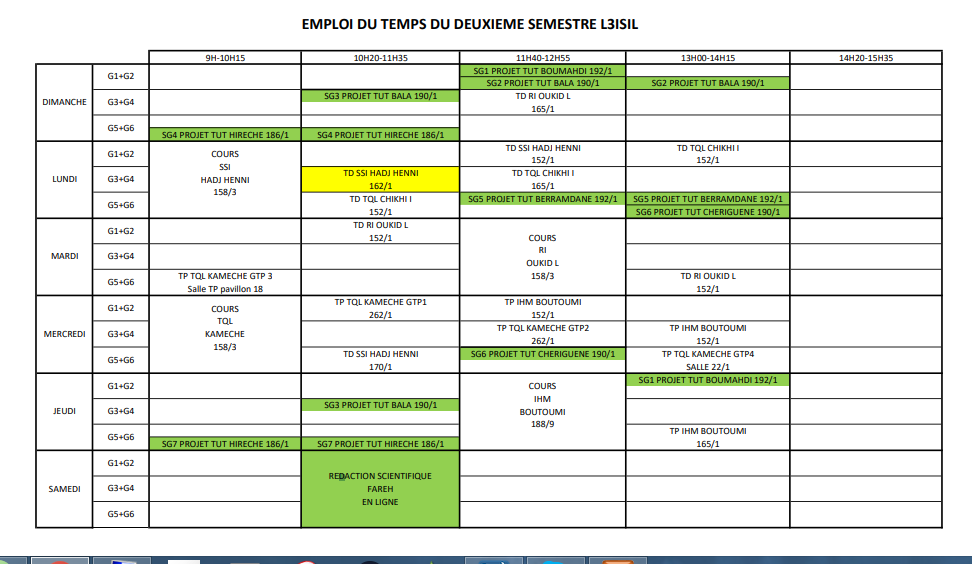 EMPLOI DU TEMPS DU DEUXIEME SEMESTRE L3ISIL
9H-10H15 10H20-11H35 11H40-12H55 13H00-14H15 14H20-15H35
DIMANCHE
G1+G2
SG1 PROJET TUT BOUMAHDI 192/1
SG2 PROJET TUT BALA 190/1
SG2 PROJET TUT BALA 190/1
G3+G4
SG3 PROJET TUT BALA 190/1
TD RI OUKID L
165/1
G5+G6
SG4 PROJET TUT HIRECHE 186/1
SG4 PROJET TUT HIRECHE 186/1
LUNDI
COURS
SSI
HADJ HENNI
158/3
G1+G2
TD SSI HADJ HENNI
152/1
TD TQL CHIKHI I
152/1
G3+G4
TD SSI HADJ HENNI
162/1
TD TQL CHIKHI I
165/1
G5+G6
TD TQL CHIKHI I
152/1
SG5 PROJET TUT BERRAMDANE 192/1
SG5 PROJET TUT BERRAMDANE 192/1
SG6 PROJET TUT CHERIGUENE 190/1
MARDI
G1+G2
TD RI OUKID L
152/1
COURS
RI
OUKID L
158/3
G3+G4
G5+G6
TP TQL KAMECHE GTP 3
Salle TP pavillon 18
TD RI OUKID L
152/1
MERCREDI
COURS
TQL
KAMECHE
158/3
G1+G2
TP TQL KAMECHE GTP1
262/1
TP IHM BOUTOUMI
152/1
G3+G4
TP TQL KAMECHE GTP2
262/1
TP IHM BOUTOUMI
152/1
G5+G6
TD SSI HADJ HENNI
170/1
SG6 PROJET TUT CHERIGUENE 190/1
TP TQL KAMECHE GTP4
SALLE 22/1
JEUDI
G1+G2
COURS
IHM
BOUTOUMI
188/9
SG1 PROJET TUT BOUMAHDI 192/1
G3+G4
SG3 PROJET TUT BALA 190/1
G5+G6
SG7 PROJET TUT HIRECHE 186/1
SG7 PROJET TUT HIRECHE 186/1
TP IHM BOUTOUMI
165/1
SAMEDI
G1+G2
G3+G4
G5+G6
REDACTION SCIENTIFIQUE
FAREH
EN LIGNE